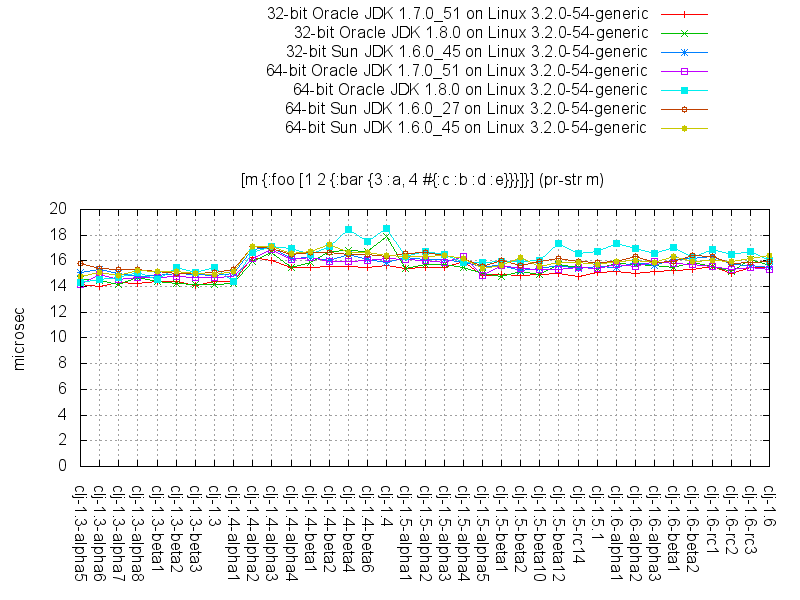 32-bit Oracle JDK 1.7.0_51 on Linux 3.2.0-54-generic
32-bit Oracle JDK 1.8.0 on Linux 3.2.0-54-generic
32-bit Sun JDK 1.6.0_45 on Linux 3.2.0-54-generic
64-bit Oracle JDK 1.7.0_51 on Linux 3.2.0-54-generic
64-bit Oracle JDK 1.8.0 on Linux 3.2.0-54-generic
64-bit Sun JDK 1.6.0_27 on Linux 3.2.0-54-generic
64-bit Sun JDK 1.6.0_45 on Linux 3.2.0-54-generic
[m {:foo [1 2 {:bar {3 :a, 4 #{:c :b :d :e}}}]}] (pr-str m)
microsec
20
18
16
14
12
10
8
6
4
2
0
clj-1.3-alpha5
clj-1.3-alpha6
clj-1.3-alpha7
clj-1.3-alpha8
clj-1.3-beta1
clj-1.3-beta2
clj-1.3-beta3
clj-1.3
clj-1.4-alpha1
clj-1.4-alpha2
clj-1.4-alpha3
clj-1.4-alpha4
clj-1.4-beta1
clj-1.4-beta2
clj-1.4-beta4
clj-1.4-beta6
clj-1.4
clj-1.5-alpha1
clj-1.5-alpha2
clj-1.5-alpha3
clj-1.5-alpha4
clj-1.5-alpha5
clj-1.5-beta1
clj-1.5-beta2
clj-1.5-beta10
clj-1.5-beta12
clj-1.5-rc14
clj-1.5.1
clj-1.6-alpha1
clj-1.6-alpha2
clj-1.6-alpha3
clj-1.6-beta1
clj-1.6-beta2
clj-1.6-rc1
clj-1.6-rc2
clj-1.6-rc3
clj-1.6